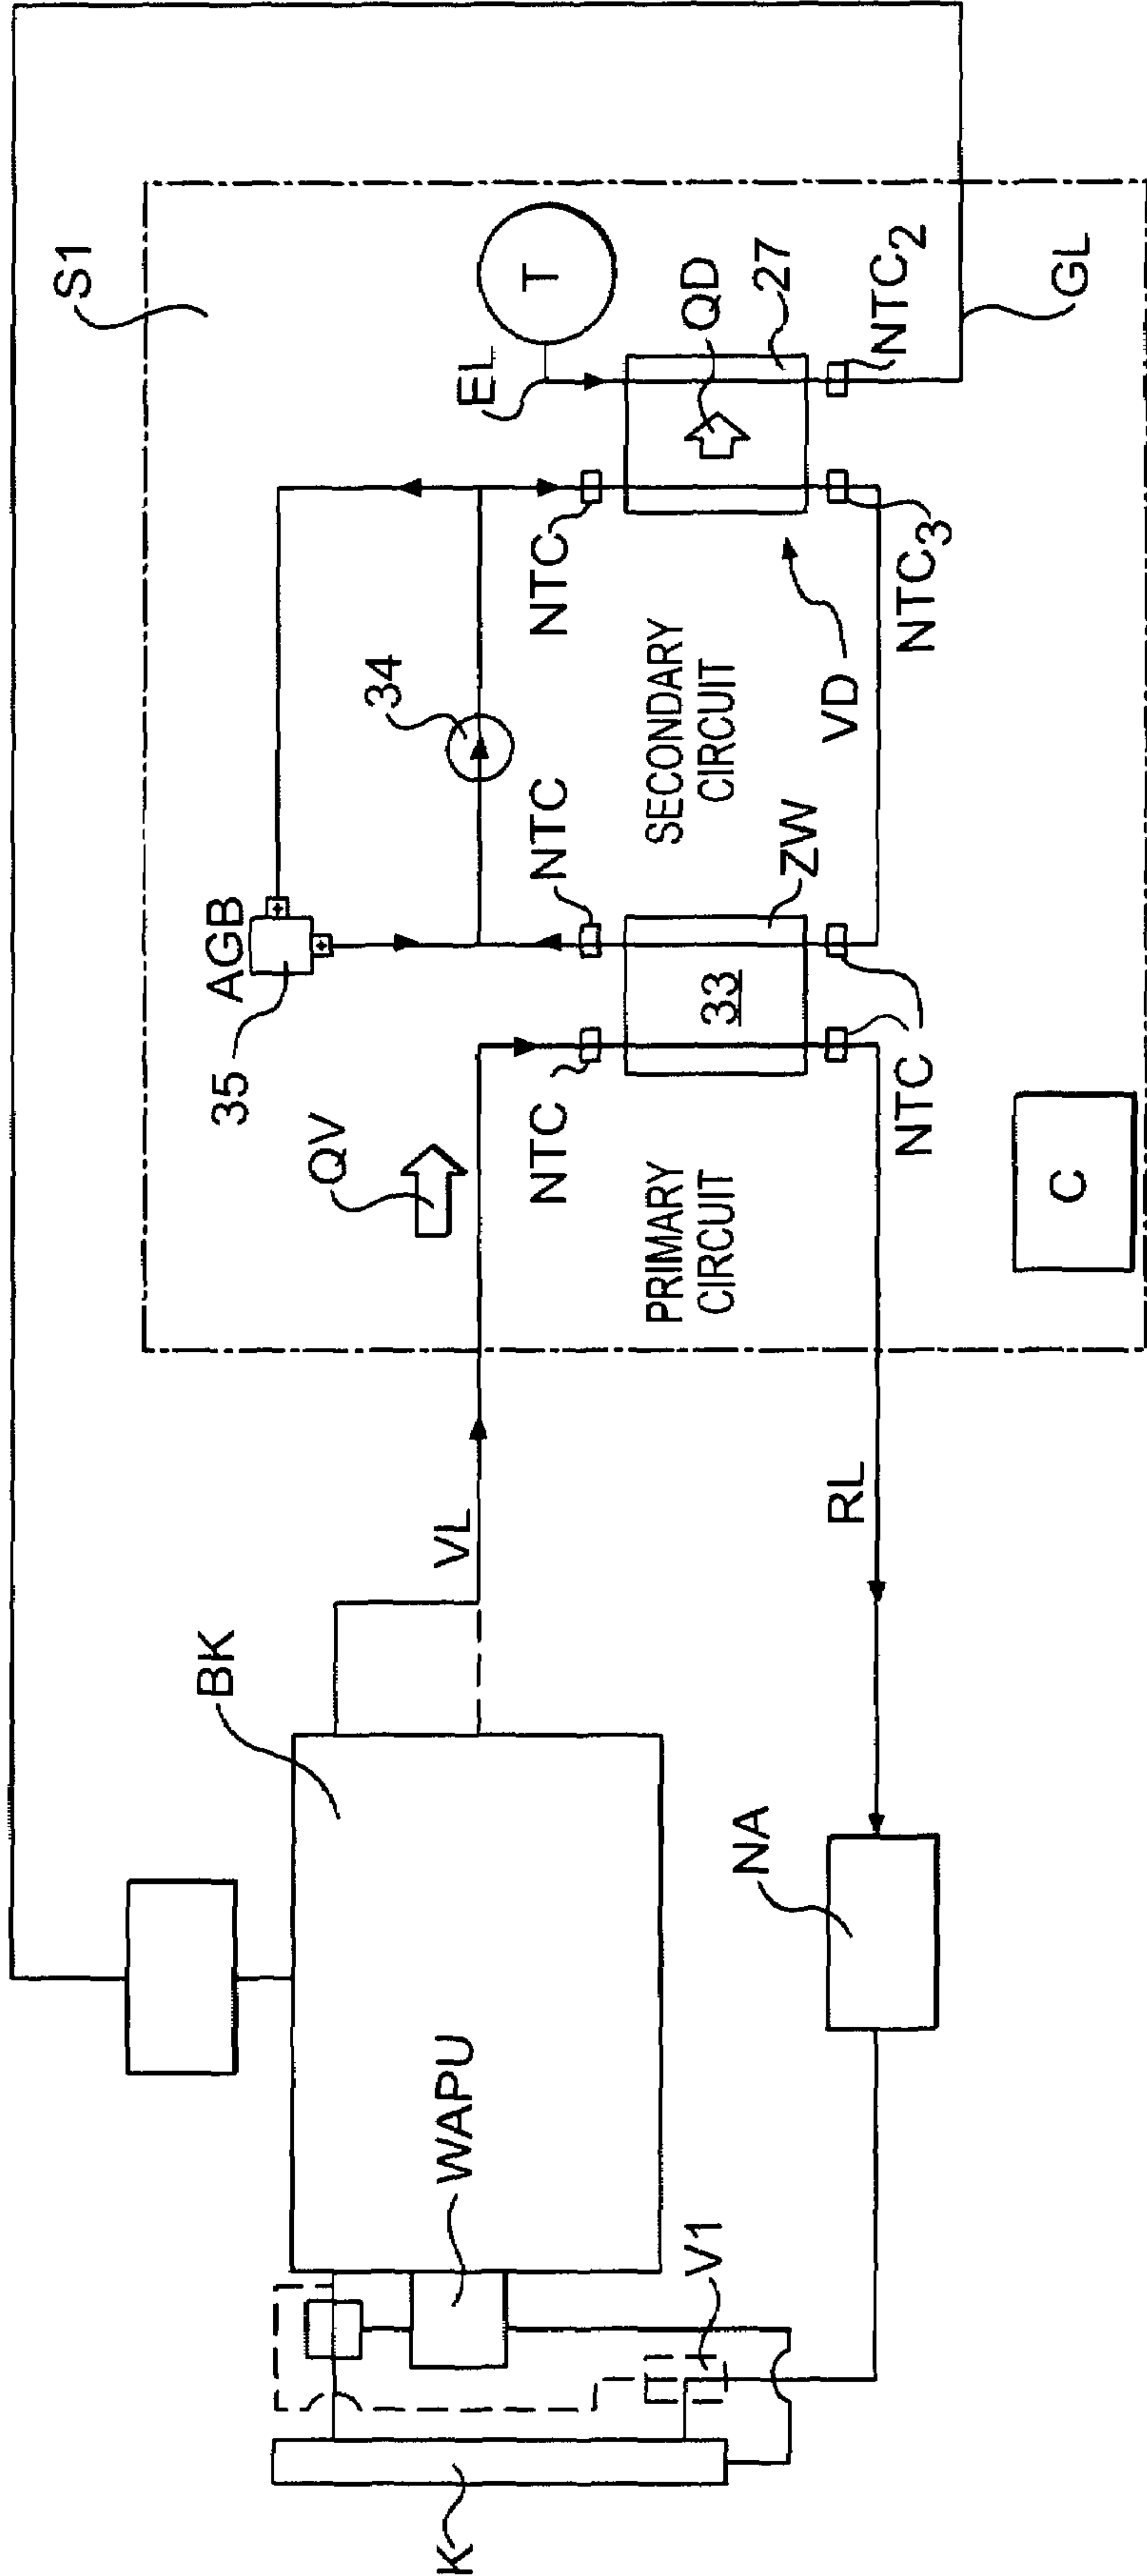 S1
T
EL
QD
27
NTC₂
GL
NTC
NTC₃
VD
34
SECONDARY
CIRCUIT
NTC
ZW
AGB
35
33
NTC
NTC
QV
PRIMARY
CIRCUIT
C
VL
RL
BK
NA
WAPU
V1
K